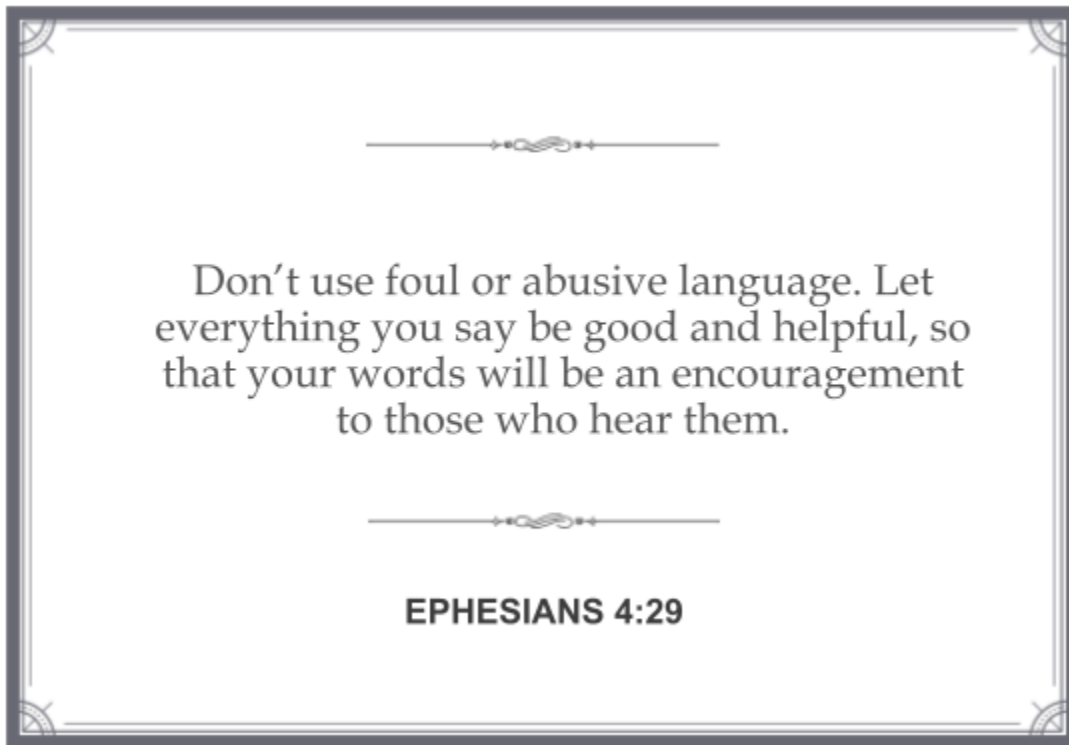 Don’t use foul or abusive language. Let
everything you say be good and helpful, so
that your words will be an encouragement
to those who hear them.
EPHESIANS 4:29